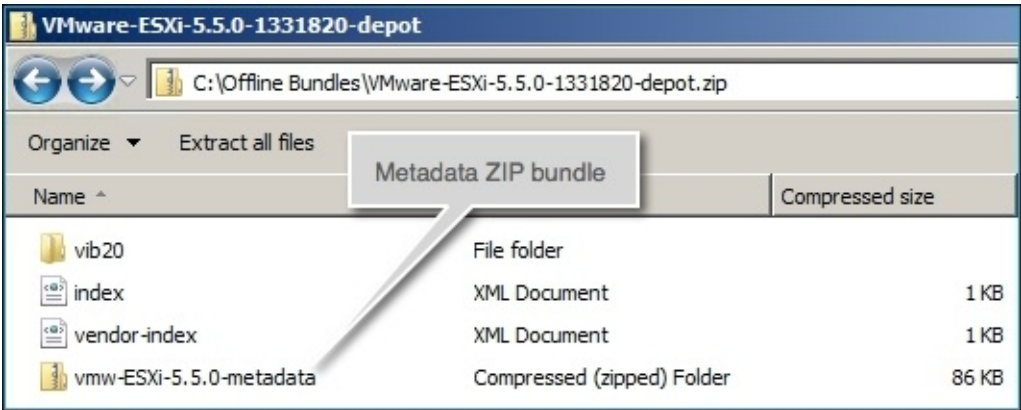 VMware-ESXi-5.5.0-1331820-depot
C:\Offline Bundles\VMware-ESXi-5.5.0-1331820-depot.zip
Organize Extract all files
Metadata ZIP bundle
Name Compressed size
vib20 File folder
index XML Document 1 KB
vendor-index XML Document 1 KB
vmw-ESXi-5.5.0-metadata Compressed (zipped) Folder 86 KB